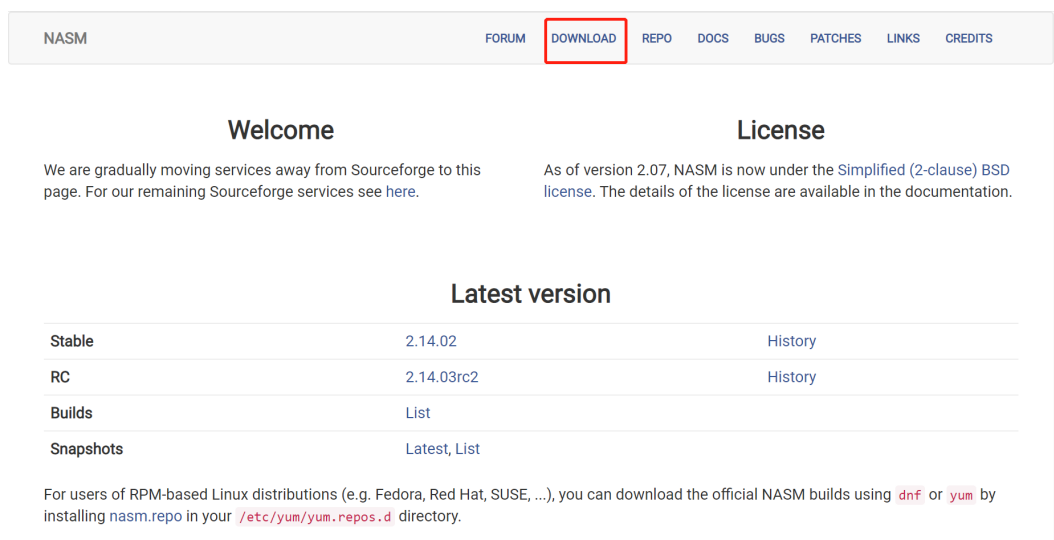 NASM FORUM DOWNLOAD REPO DOCS BUGS PATCHES LINKS CREDITS
Welcome
We are gradually moving services away from Sourceforge to this
page. For our remaining Sourceforge services see here.
License
As of version 2.07, NASM is now under the Simplified (2-clause) BSD
license. The details of the license are available in the documentation.
Latest version
Stable 2.14.02 History
RC 2.14.03rc2 History
Builds List
Snapshots Latest, List
For users of RPM-based Linux distributions (e.g. Fedora, Red Hat, SUSE, ...), you can download the official NASM builds using dnf or yum by
installing nasm.repo in your /etc/yum/yum.repos.d directory.